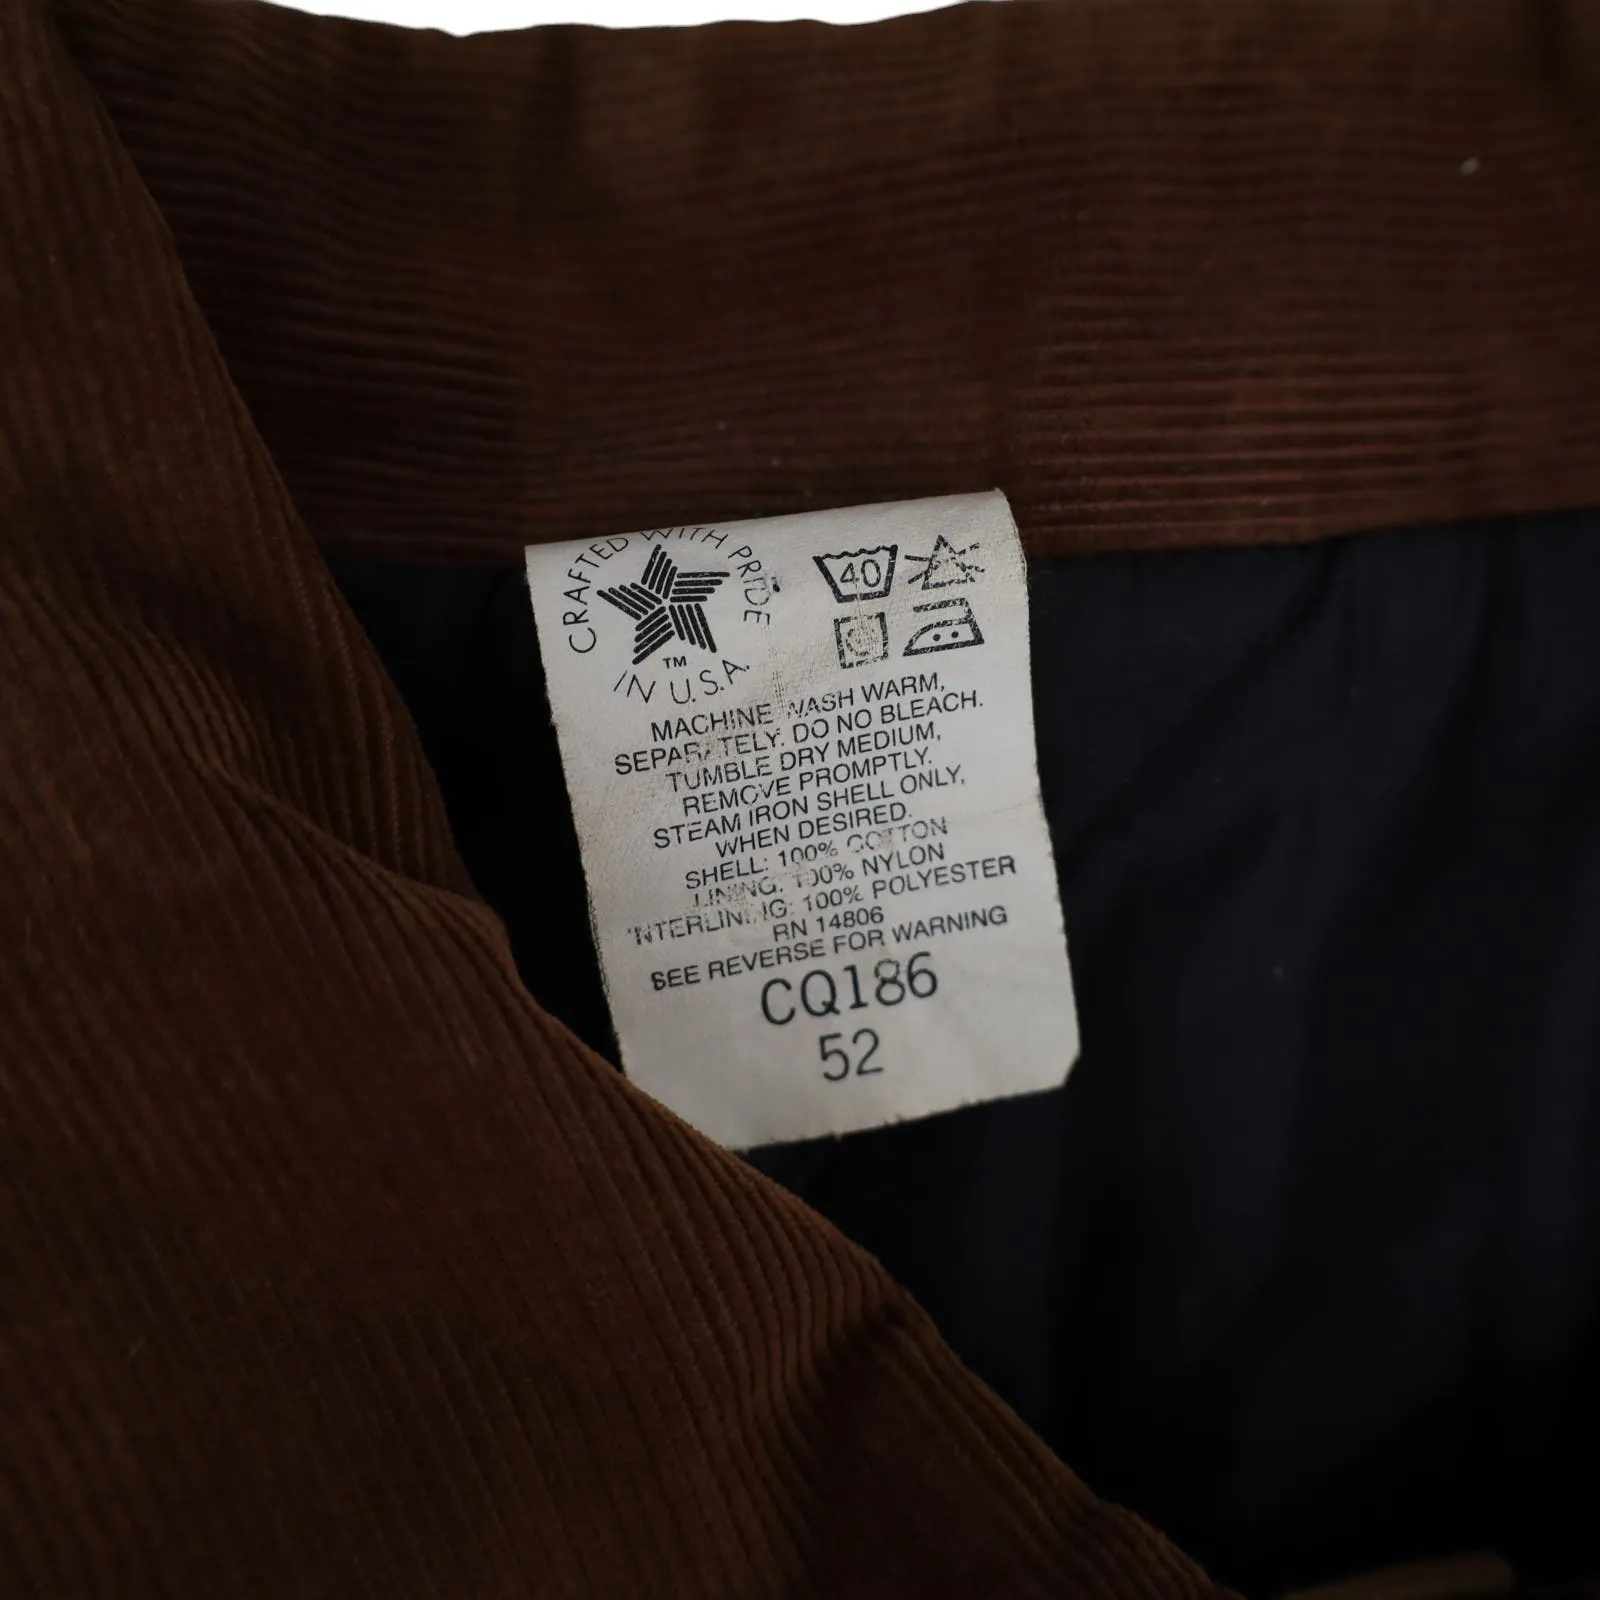 CRAFTED WITH PRIDE
IN U.S.A.
TM
40
MACHINE WASH WARM,
SEPARATELY. DO NO BLEACH.
TUMBLE DRY MEDIUM,
REMOVE PROMPTLY.
STEAM IRON SHELL ONLY,
WHEN DESIRED.
SHELL: 100% COTTON
LINING: 100% NYLON
INTERLINING: 100% POLYESTER
RN 14806
SEE REVERSE FOR WARNING
CQ186
52